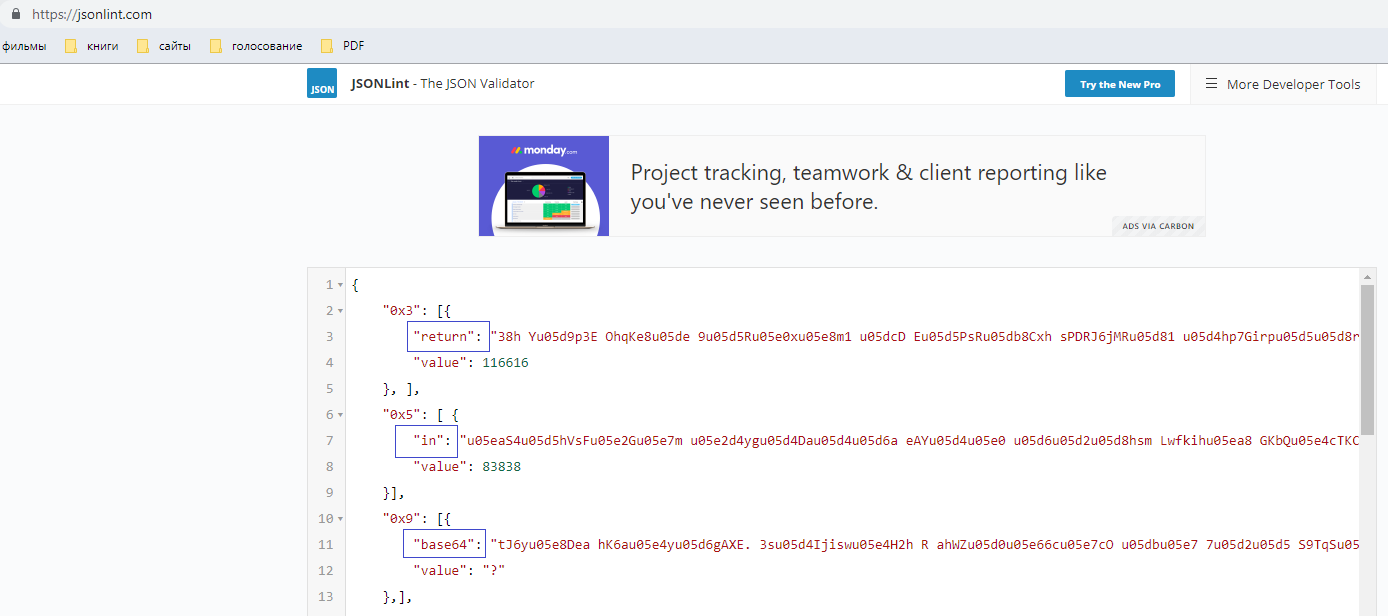 https://jsonlint.com
фильмы книги сайты голосование PDF
JSON JSONLint - The JSON Validator Try the New Pro More Developer Tools
monday.com
Project tracking, teamwork & client reporting like
you've never seen before.
ADS VIA CARBON
1 {
2 "0x3": [{
3 "return": "38h Yu05d9p3E OhqKe8u05de 9u05d5Ru05e0xu05e8m1 u05dcD Eu05d5PsRu05db8Cxh sPDRJ6jMRu05d81 u05d4hp7Girpu05d5u05d8r
4 "value": 116616
5 }, ],
6 "0x5": [ {
7 "in": "u05eaS4u05d5hVsFu05e2Gu05e7m u05e2d4ygu05d4Dau05d4u05d6a eAYu05d4u05e0 u05d6u05d2u05d8hsm Lwfkihu05ea8 GKbQu05e4cTKC
8 "value": 83838
9 }],
10 "0x9": [{
11 "base64": "tJ6yu05e8Dea hK6au05e4yu05d6gAXE. 3su05d4Ijiswu05e4H2h R ahWZu05d0u05e66cu05e7cO u05dbu05e7 7u05d2u05d5 S9TqSu05
12 "value": "?"
13 },],